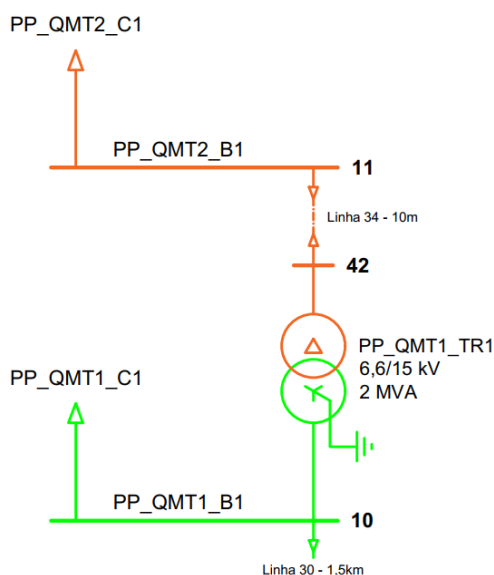 PP_QMT2_C1
PP_QMT2_B1
11
Linha 34 - 10m
42
PP_QMT1_TR1
6,6/15 kV
2 MVA
PP_QMT1_C1
PP_QMT1_B1
10
Linha 30 - 1.5km